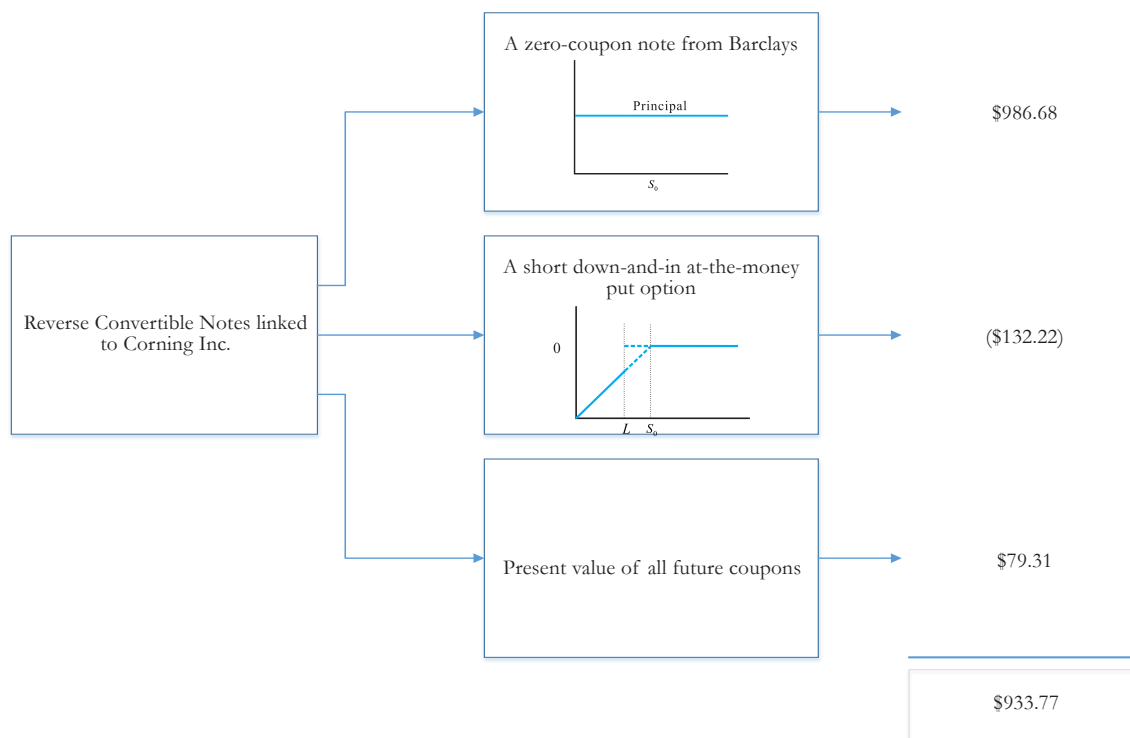 A zero-coupon note from Barclays
Principal
S₀
$986.68
Reverse Convertible Notes linked
to Corning Inc.
A short down-and-in at-the-money
put option
0
L S₀
($132.22)
Present value of all future coupons
$79.31
$933.77